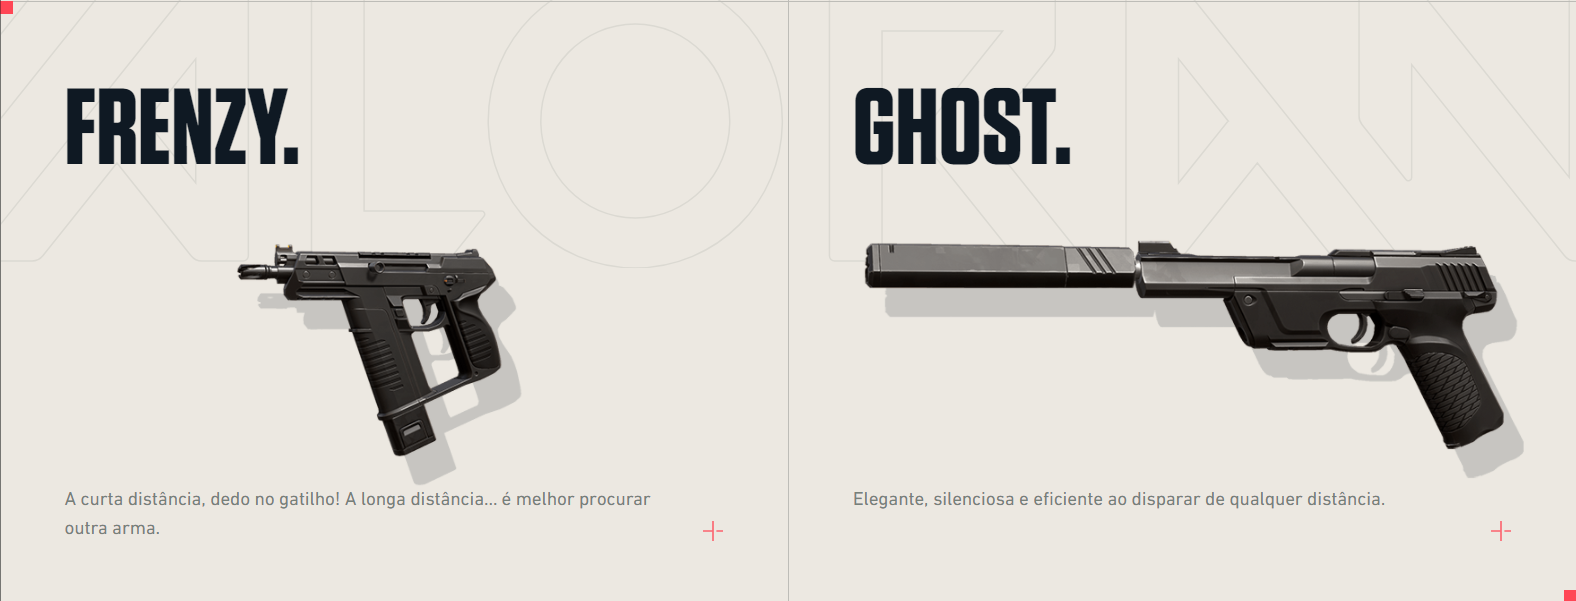 FRENZY.
A curta distância, dedo no gatilho! A longa distância... é melhor procurar
outra arma.
GHOST.
Elegante, silenciosa e eficiente ao disparar de qualquer distância.